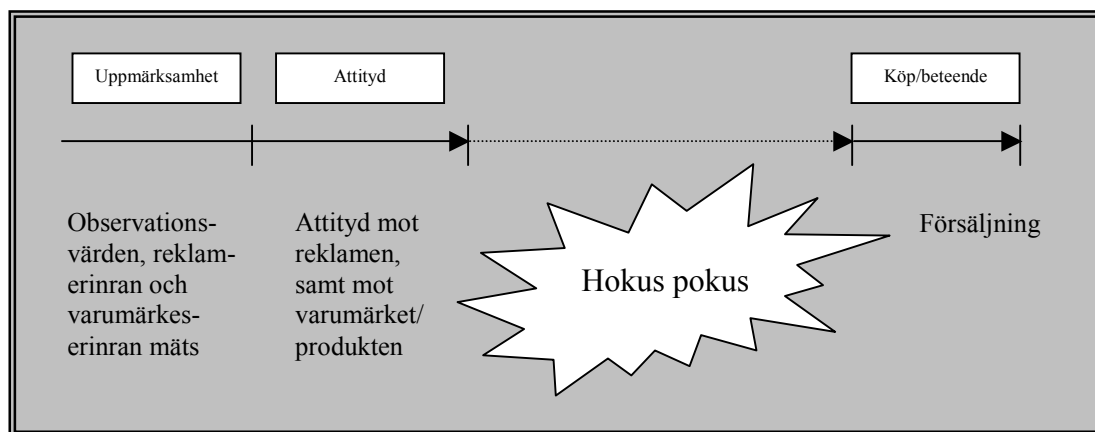 Uppmärksamhet
Attityd
Köp/beteende
Observations-
värden, reklam-
erinran och
varumärkes-
erinran mäts
Attityd mot
reklamen,
samt mot
varumärket/
produkten
Hokus pokus
Försäljning